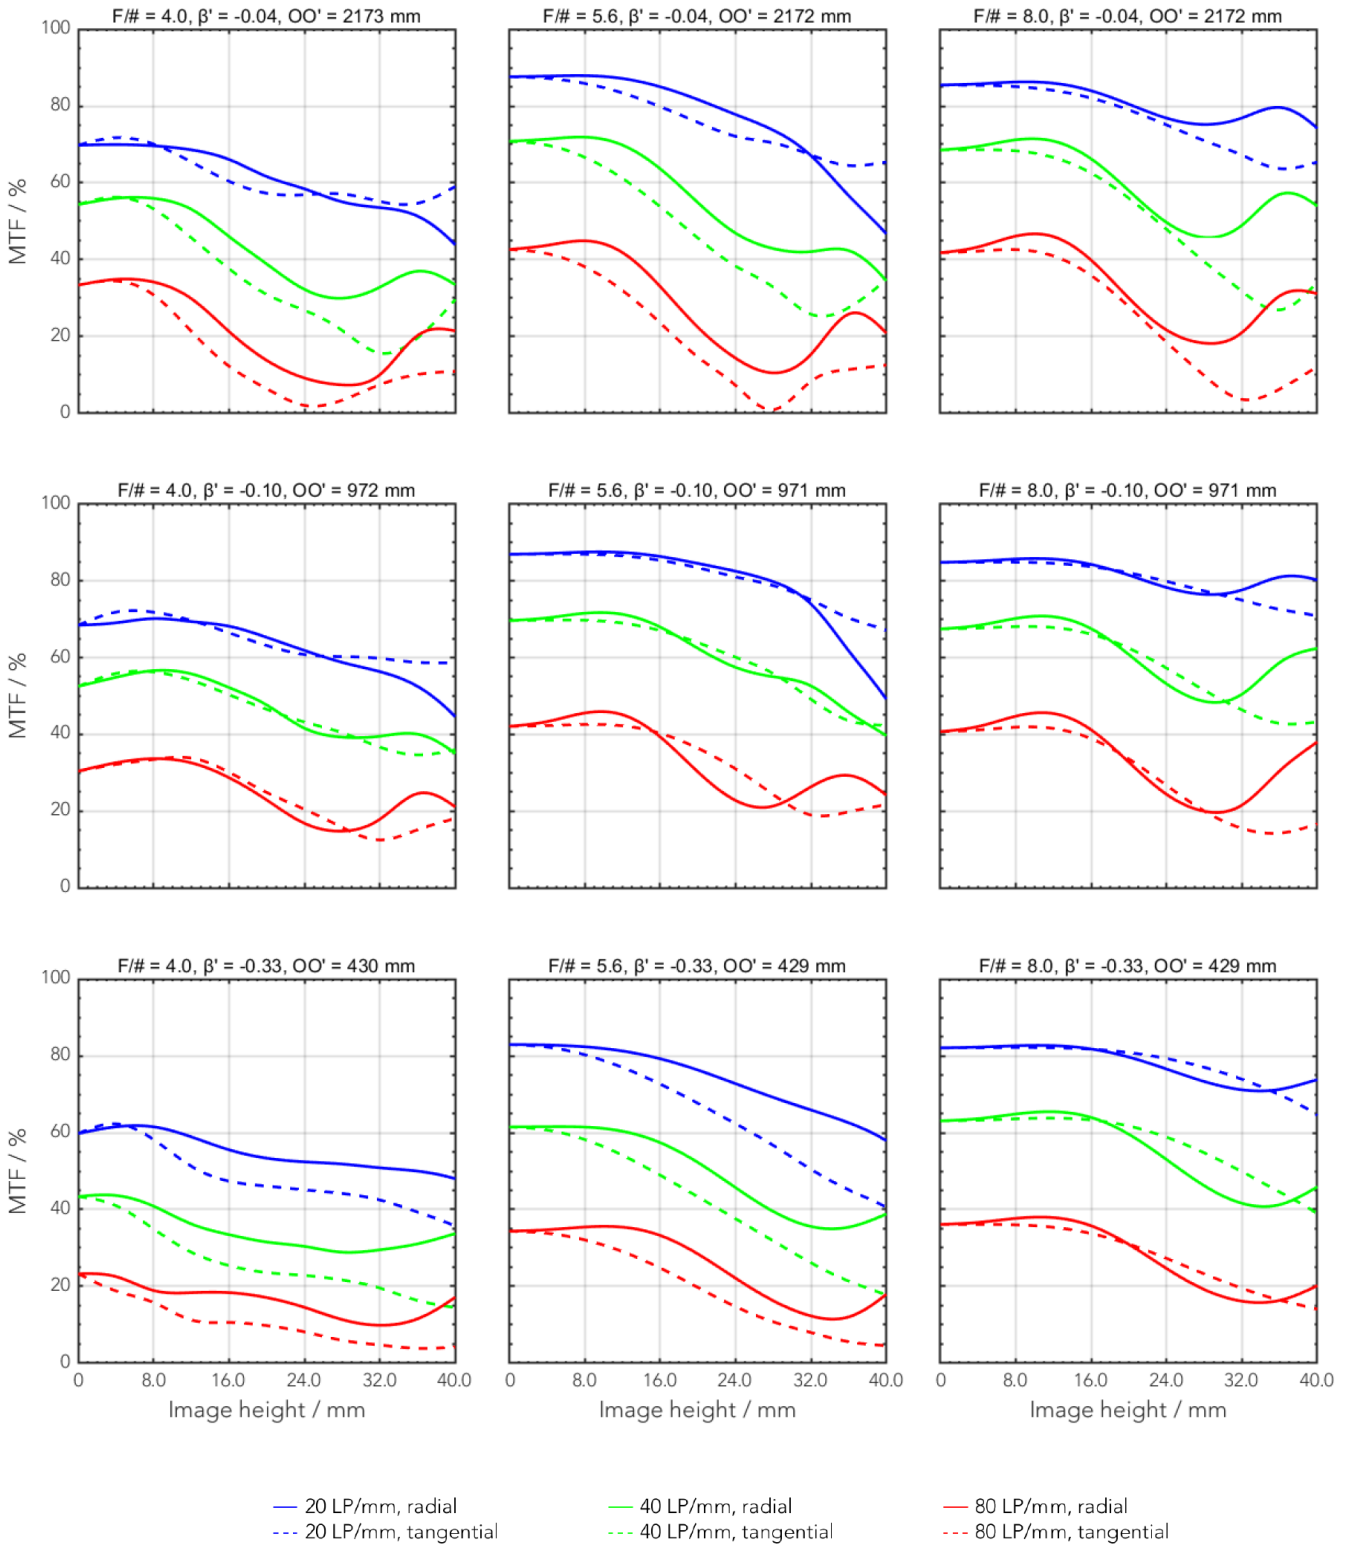 F/# = 4.0, β' = -0.04, OO' = 2173 mm
F/# = 5.6, β' = -0.04, OO' = 2172 mm
F/# = 8.0, β' = -0.04, OO' = 2172 mm
100
80
60
40
20
0
MTF / %
F/# = 4.0, β' = -0.10, OO' = 972 mm
F/# = 5.6, β' = -0.10, OO' = 971 mm
F/# = 8.0, β' = -0.10, OO' = 971 mm
100
80
60
40
20
0
MTF / %
F/# = 4.0, β' = -0.33, OO' = 430 mm
F/# = 5.6, β' = -0.33, OO' = 429 mm
F/# = 8.0, β' = -0.33, OO' = 429 mm
100
80
60
40
20
0
MTF / %
0 8.0 16.0 24.0 32.0 40.0
0 8.0 16.0 24.0 32.0 40.0
0 8.0 16.0 24.0 32.0 40.0
Image height / mm
Image height / mm
Image height / mm
20 LP/mm, radial
40 LP/mm, radial
80 LP/mm, radial
20 LP/mm, tangential
40 LP/mm, tangential
80 LP/mm, tangential